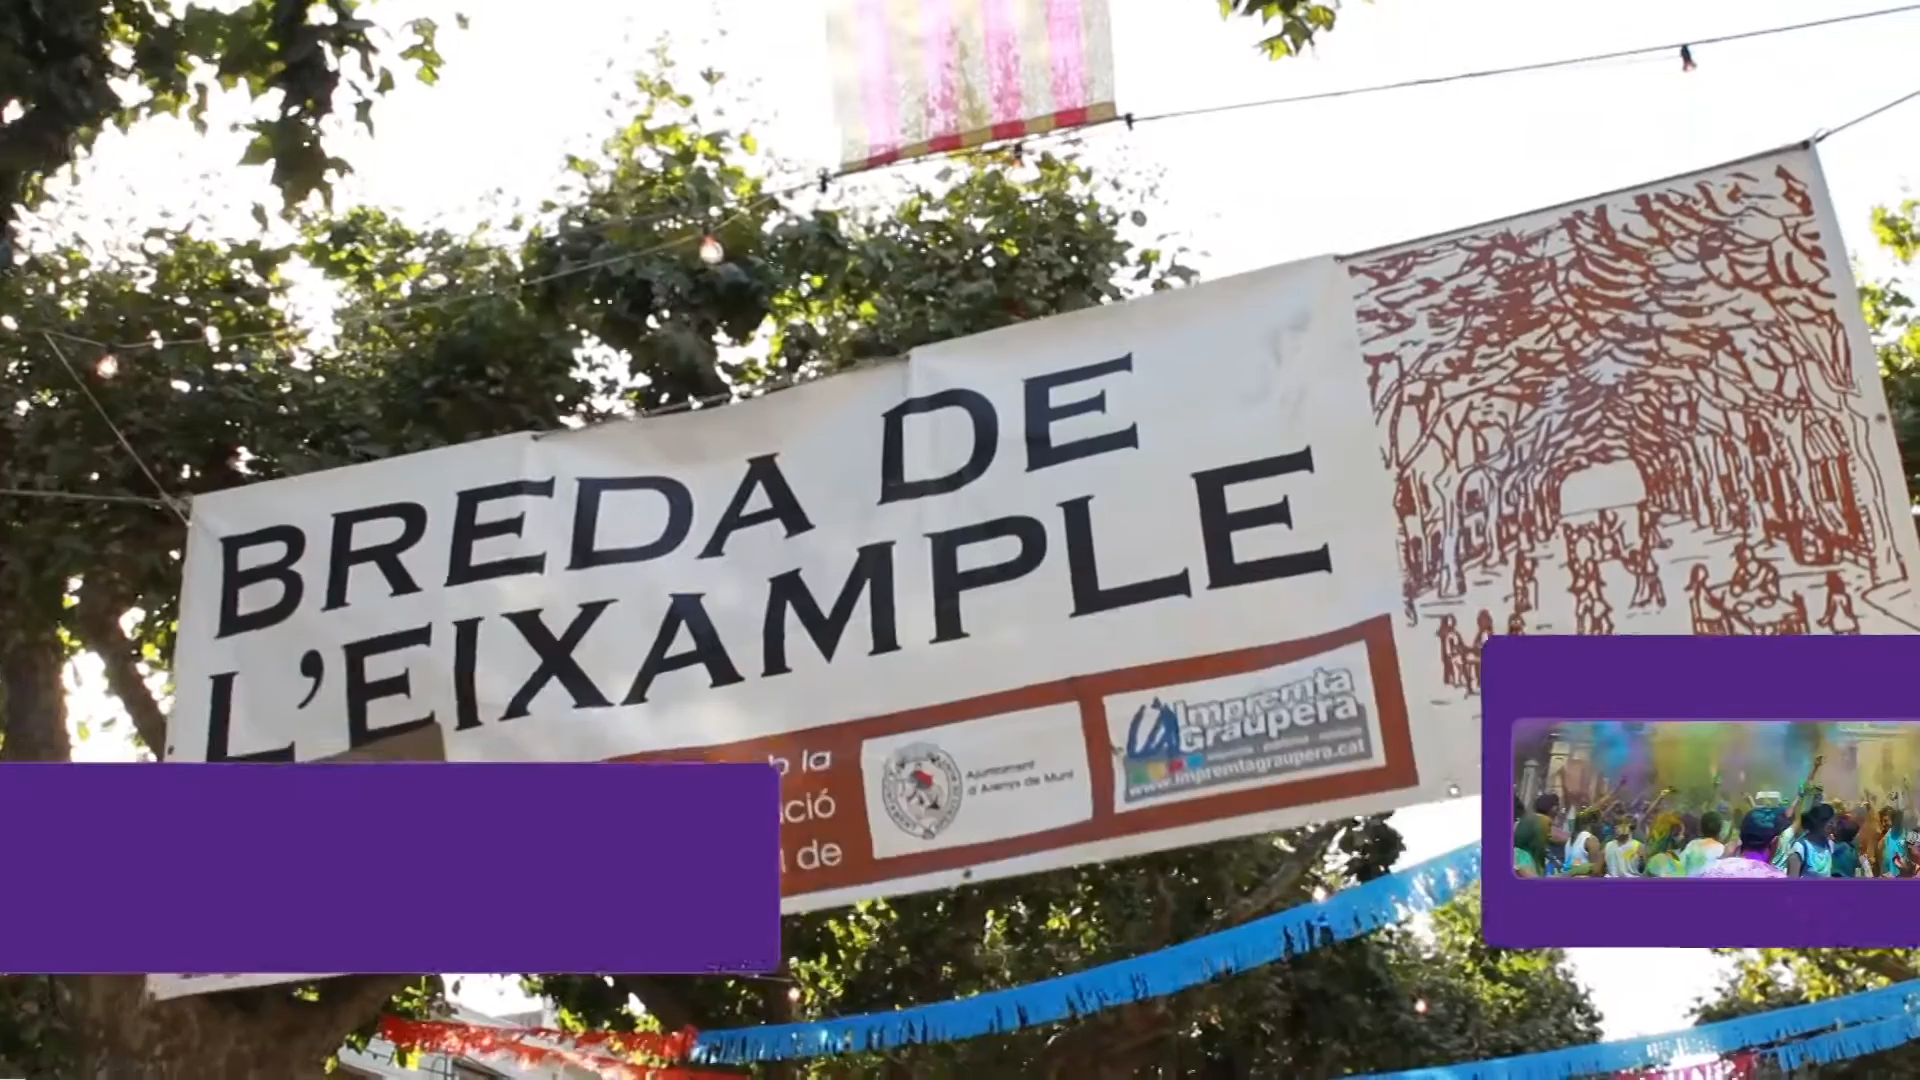 BREDA DE
L'EIXAMPLE
b la
ció
de
Ajuntament
d'Arenys de Munt
Impremta
Graupera
www.impremtagraupera.cat